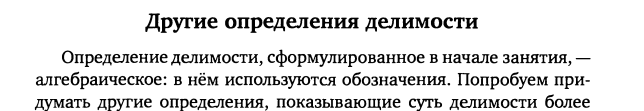 Другие определения делимости
Определение делимости, сформулированное в начале занятия, —
алгебраическое: в нём используются обозначения. Попробуем при-
думать другие определения, показывающие суть делимости более